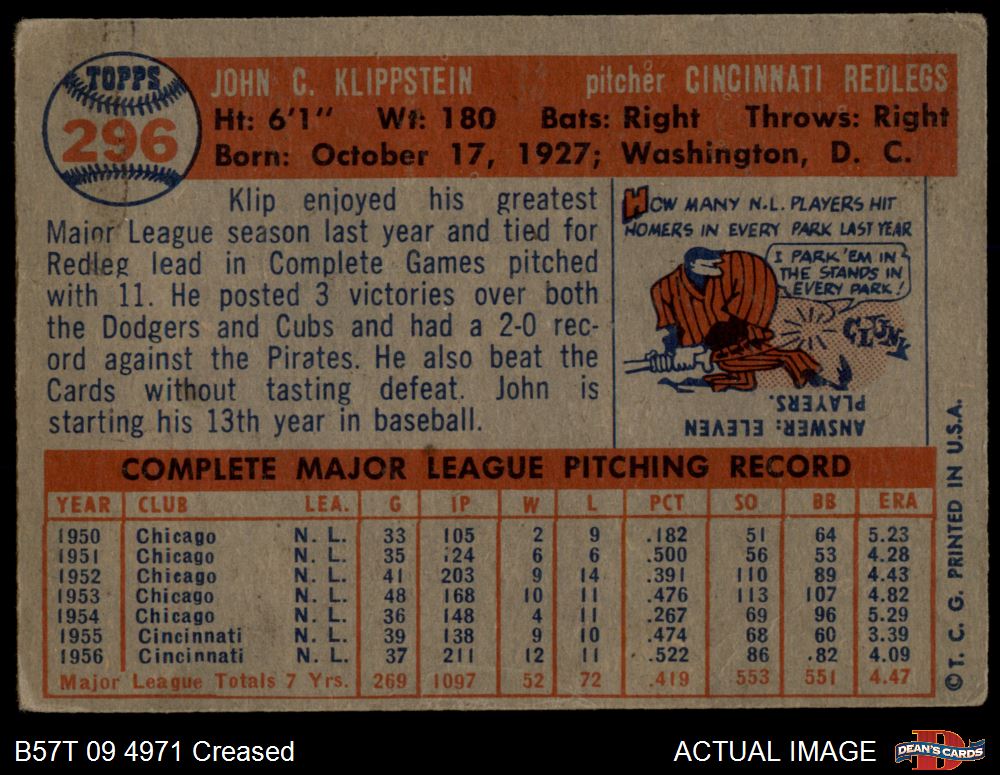 TOPPS
296
JOHN C. KLIPPSTEIN pitcher CINCINNATI REDLEGS
Ht: 6'1" Wt: 180 Bats: Right Throws: Right
Born: October 17, 1927; Washington, D. C.
Klip enjoyed his greatest
Major League season last year and tied for
Redleg lead in Complete Games pitched
with 11. He posted 3 victories over both
the Dodgers and Cubs and had a 2-0 rec-
ord against the Pirates. He also beat the
Cards without tasting defeat. John is
starting his 13th year in baseball.
HOW MANY N.L. PLAYERS HIT
HOMERS IN EVERY PARK LAST YEAR
I PARK 'EM IN
THE STANDS IN
EVERY PARK!
CLUNK
ANSWER: ELEVEN
PLAYERS.
COMPLETE MAJOR LEAGUE PITCHING RECORD
YEAR CLUB LEA. G IP W L PCT SO BB ERA
1950 Chicago N. L. 33 105 2 9 .182 51 64 5.23
1951 Chicago N. L. 35 124 6 6 .500 56 53 4.28
1952 Chicago N. L. 41 203 9 14 .391 110 89 4.43
1953 Chicago N. L. 48 168 10 11 .476 113 107 4.82
1954 Chicago N. L. 36 148 4 11 .267 69 96 5.29
1955 Cincinnati N. L. 39 138 9 10 .474 68 60 3.39
1956 Cincinnati N. L. 37 211 12 11 .522 86 .82 4.09
Major League Totals 7 Yrs. 269 1097 52 72 .419 553 551 4.47
© T. C. G. PRINTED IN U.S.A.
B57T 09 4971 Creased
ACTUAL IMAGE
DEAN'S CARDS